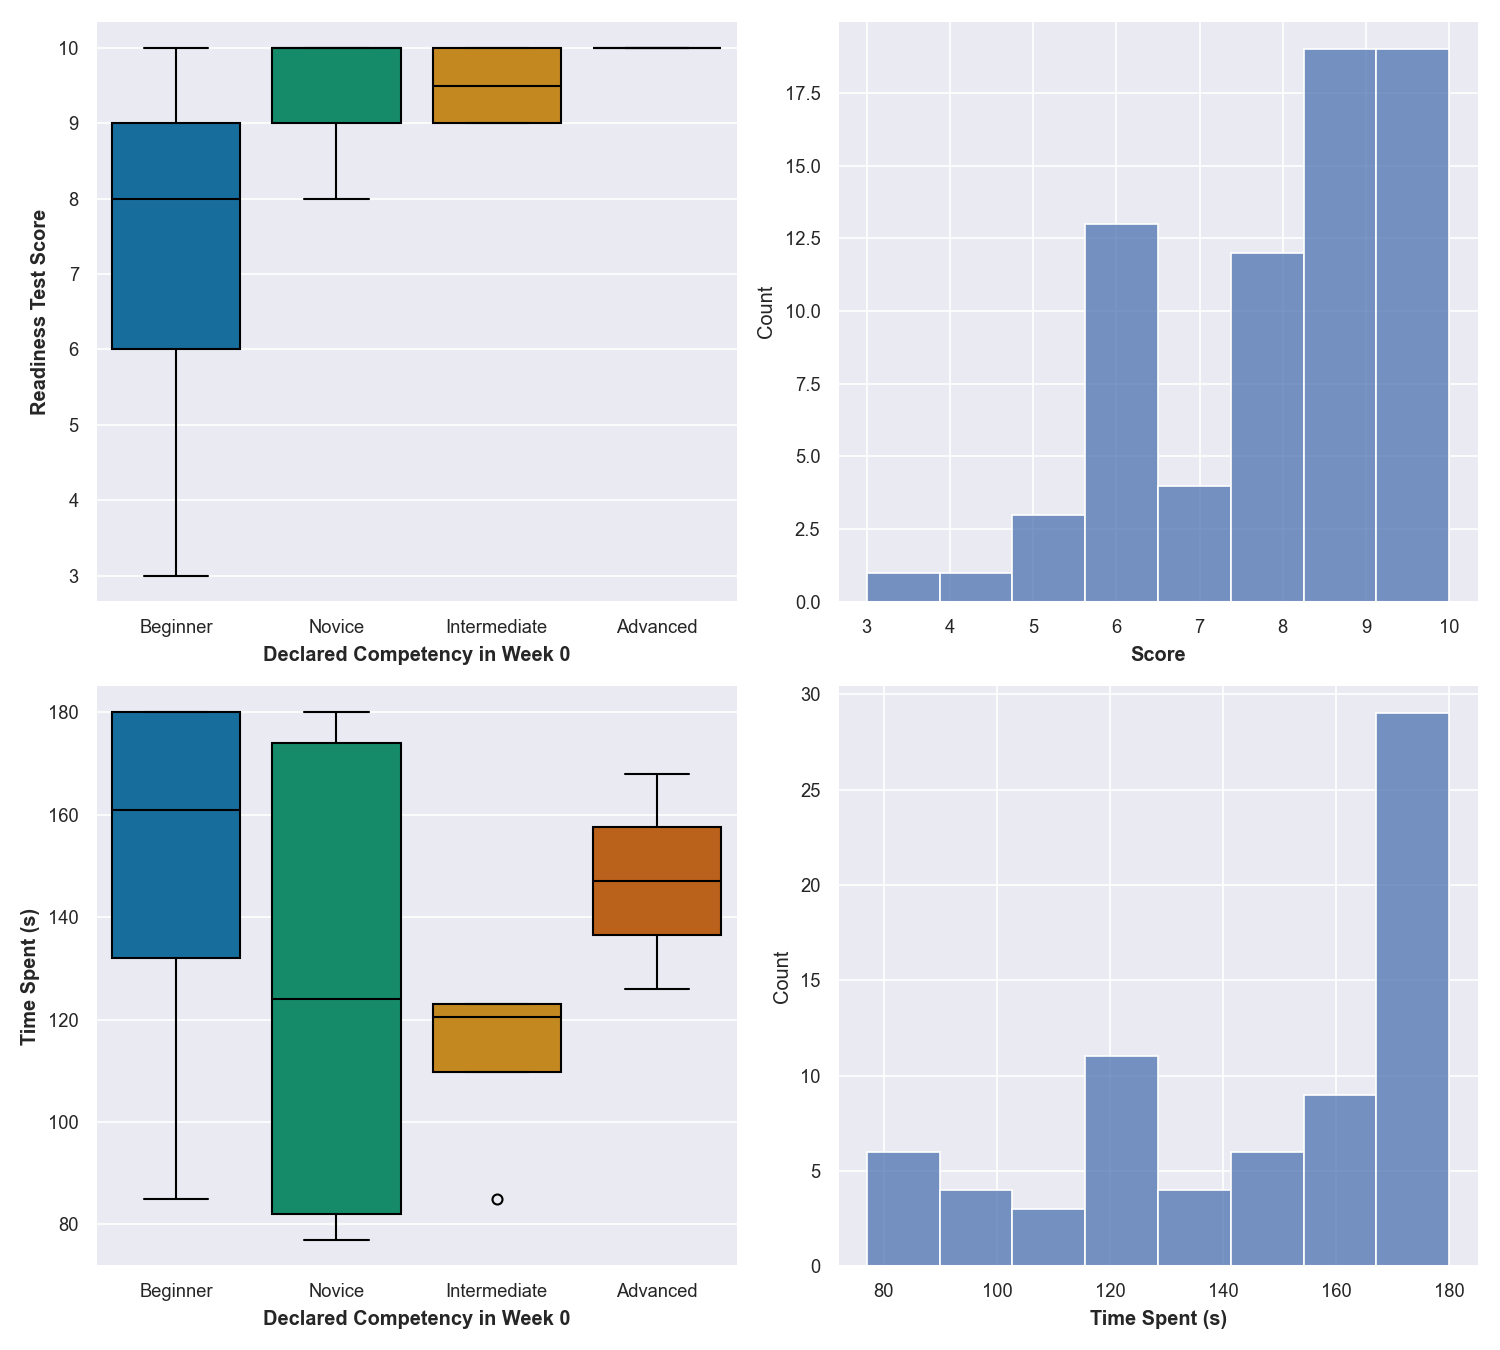 10
9
8
7
6
5
4
3
Readiness Test Score
Beginner Novice Intermediate Advanced
Declared Competency in Week 0
17.5
15.0
12.5
10.0
7.5
5.0
2.5
0.0
Count
3 4 5 6 7 8 9 10
Score
180
160
140
120
100
80
Time Spent (s)
Beginner Novice Intermediate Advanced
Declared Competency in Week 0
30
25
20
15
10
5
0
Count
80 100 120 140 160 180
Time Spent (s)